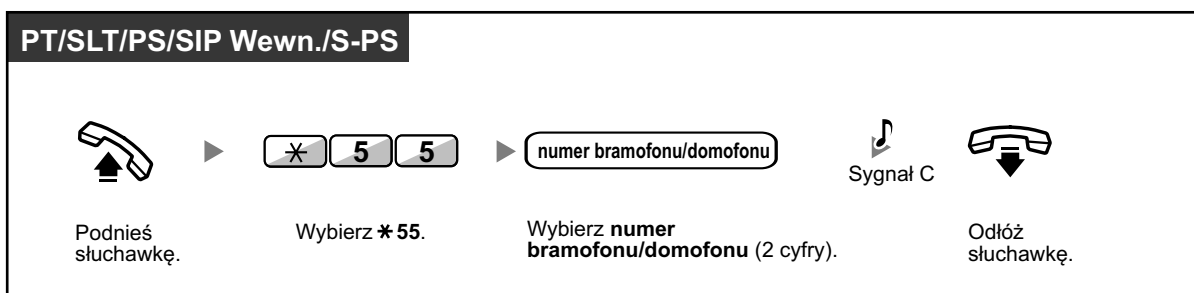 PT/SLT/PS/SIP Wewn./S-PS
* 5 5
numer bramofonu/domofonu
Sygnał C
Podnieś
słuchawkę.
Wybierz *55.
Wybierz numer
bramofonu/domofonu (2 cyfry).
Odłóż
słuchawkę.